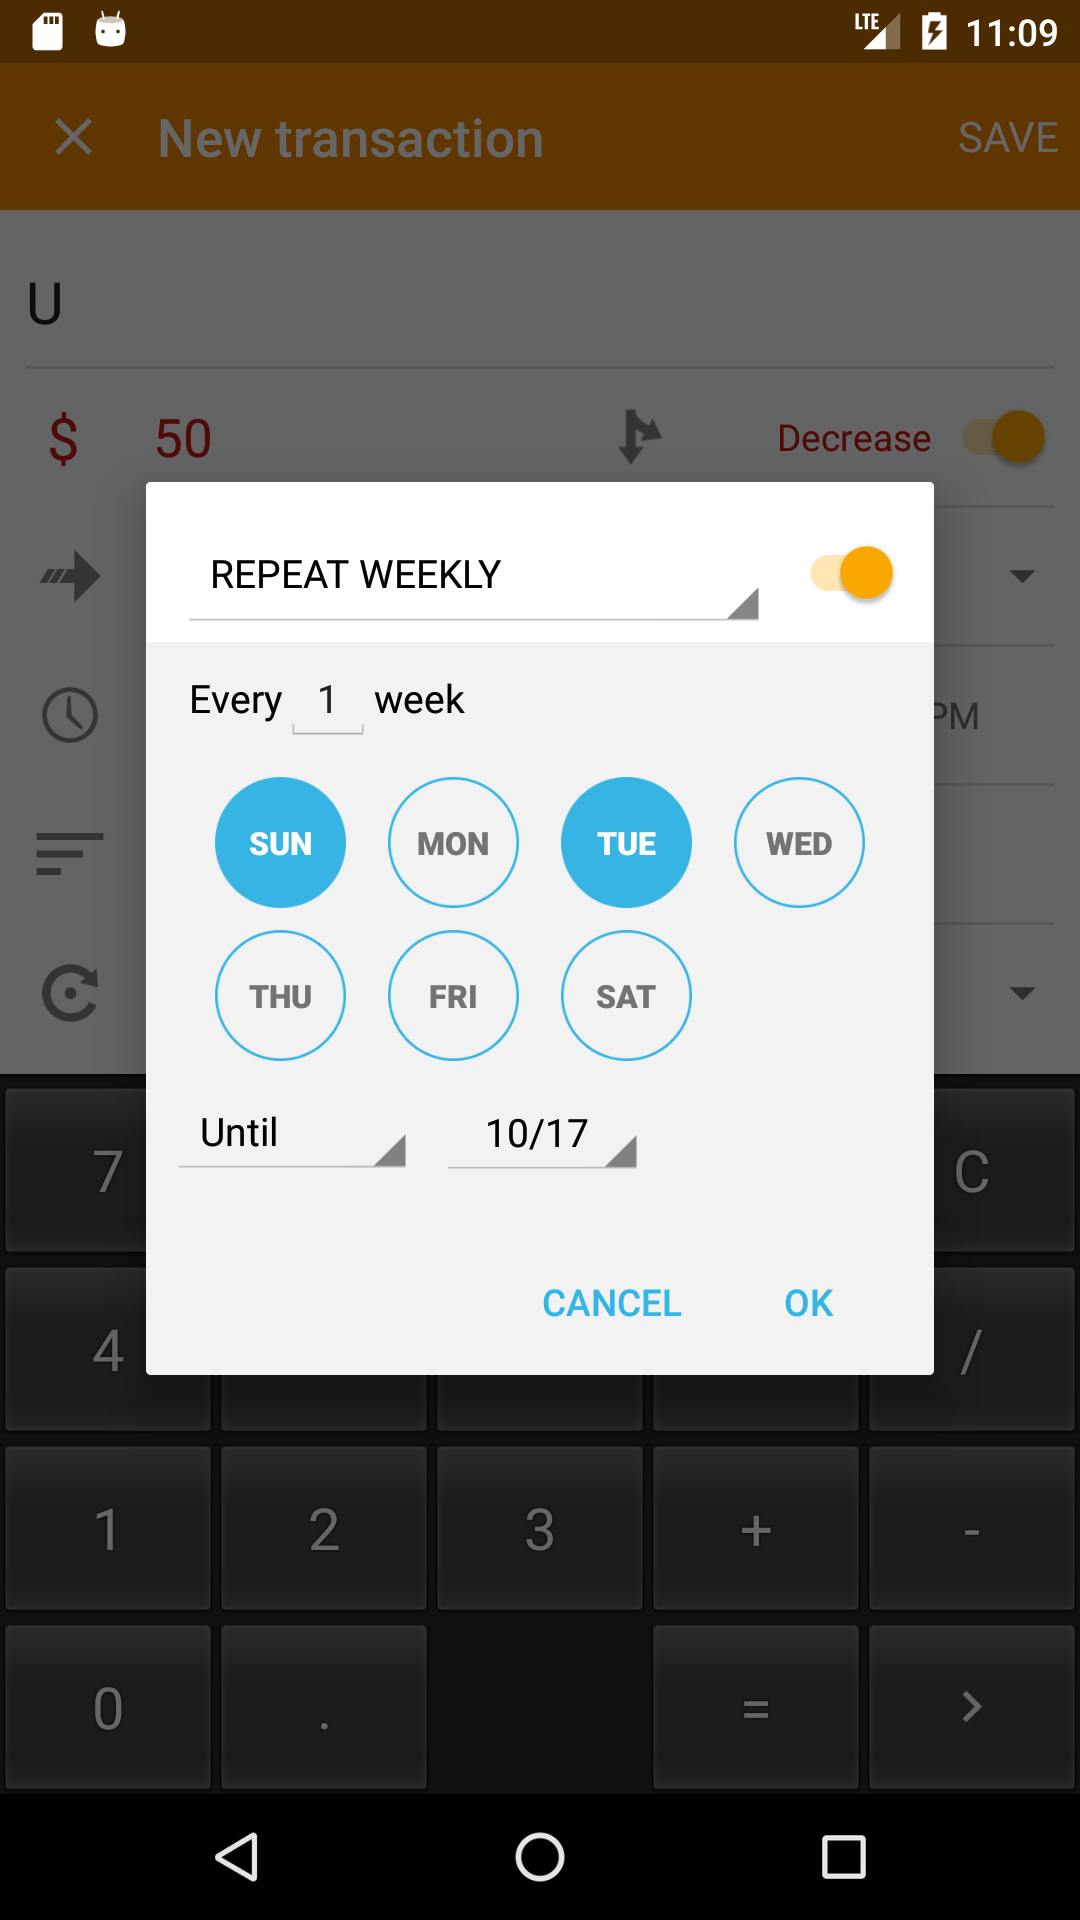 LTE 11:09
New transaction SAVE
U
$ 50 Decrease
REPEAT WEEKLY
Every 1 week
PM
SUN MON TUE WED
THU FRI SAT
Until 10/17
7 C
CANCEL OK
4 /
1 2 3 + -
0 . = >